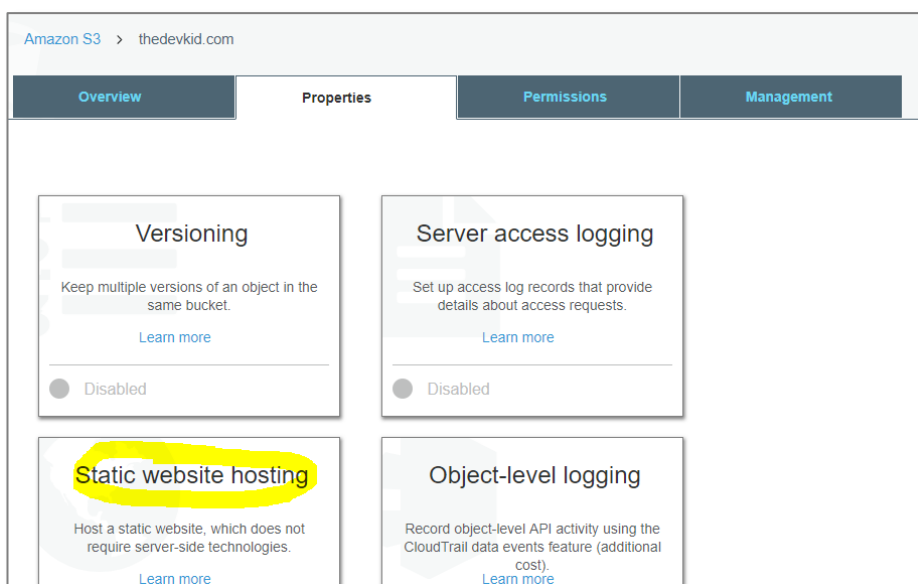 Amazon S3 > thedevkid.com
Overview
Properties
Permissions
Management
Versioning
Keep multiple versions of an object in the
same bucket.
Learn more
Disabled
Server access logging
Set up access log records that provide
details about access requests.
Learn more
Disabled
Static website hosting
Host a static website, which does not
require server-side technologies.
Learn more
Object-level logging
Record object-level API activity using the
CloudTrail data events feature (additional
cost).
Learn more